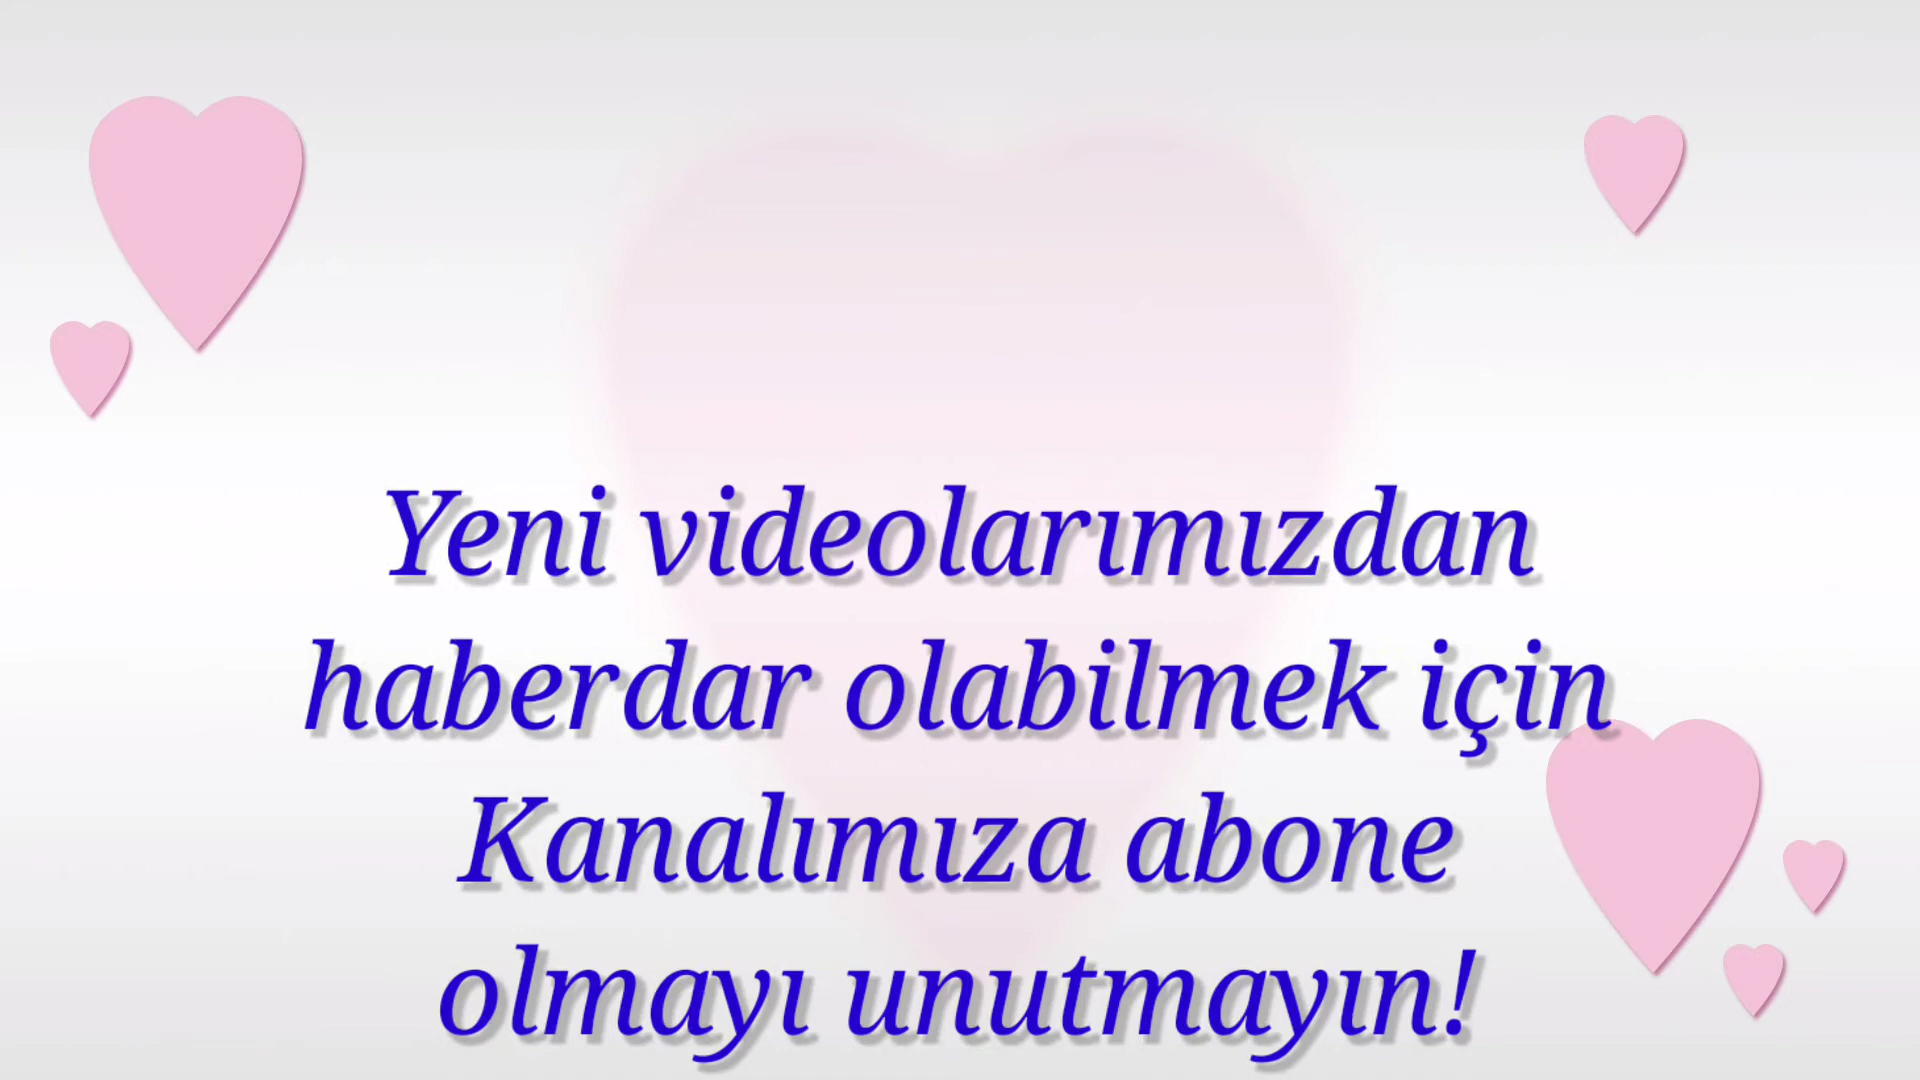 Yeni videolarımızdan
haberdar olabilmek için
Kanalımıza abone
olmayı unutmayın!